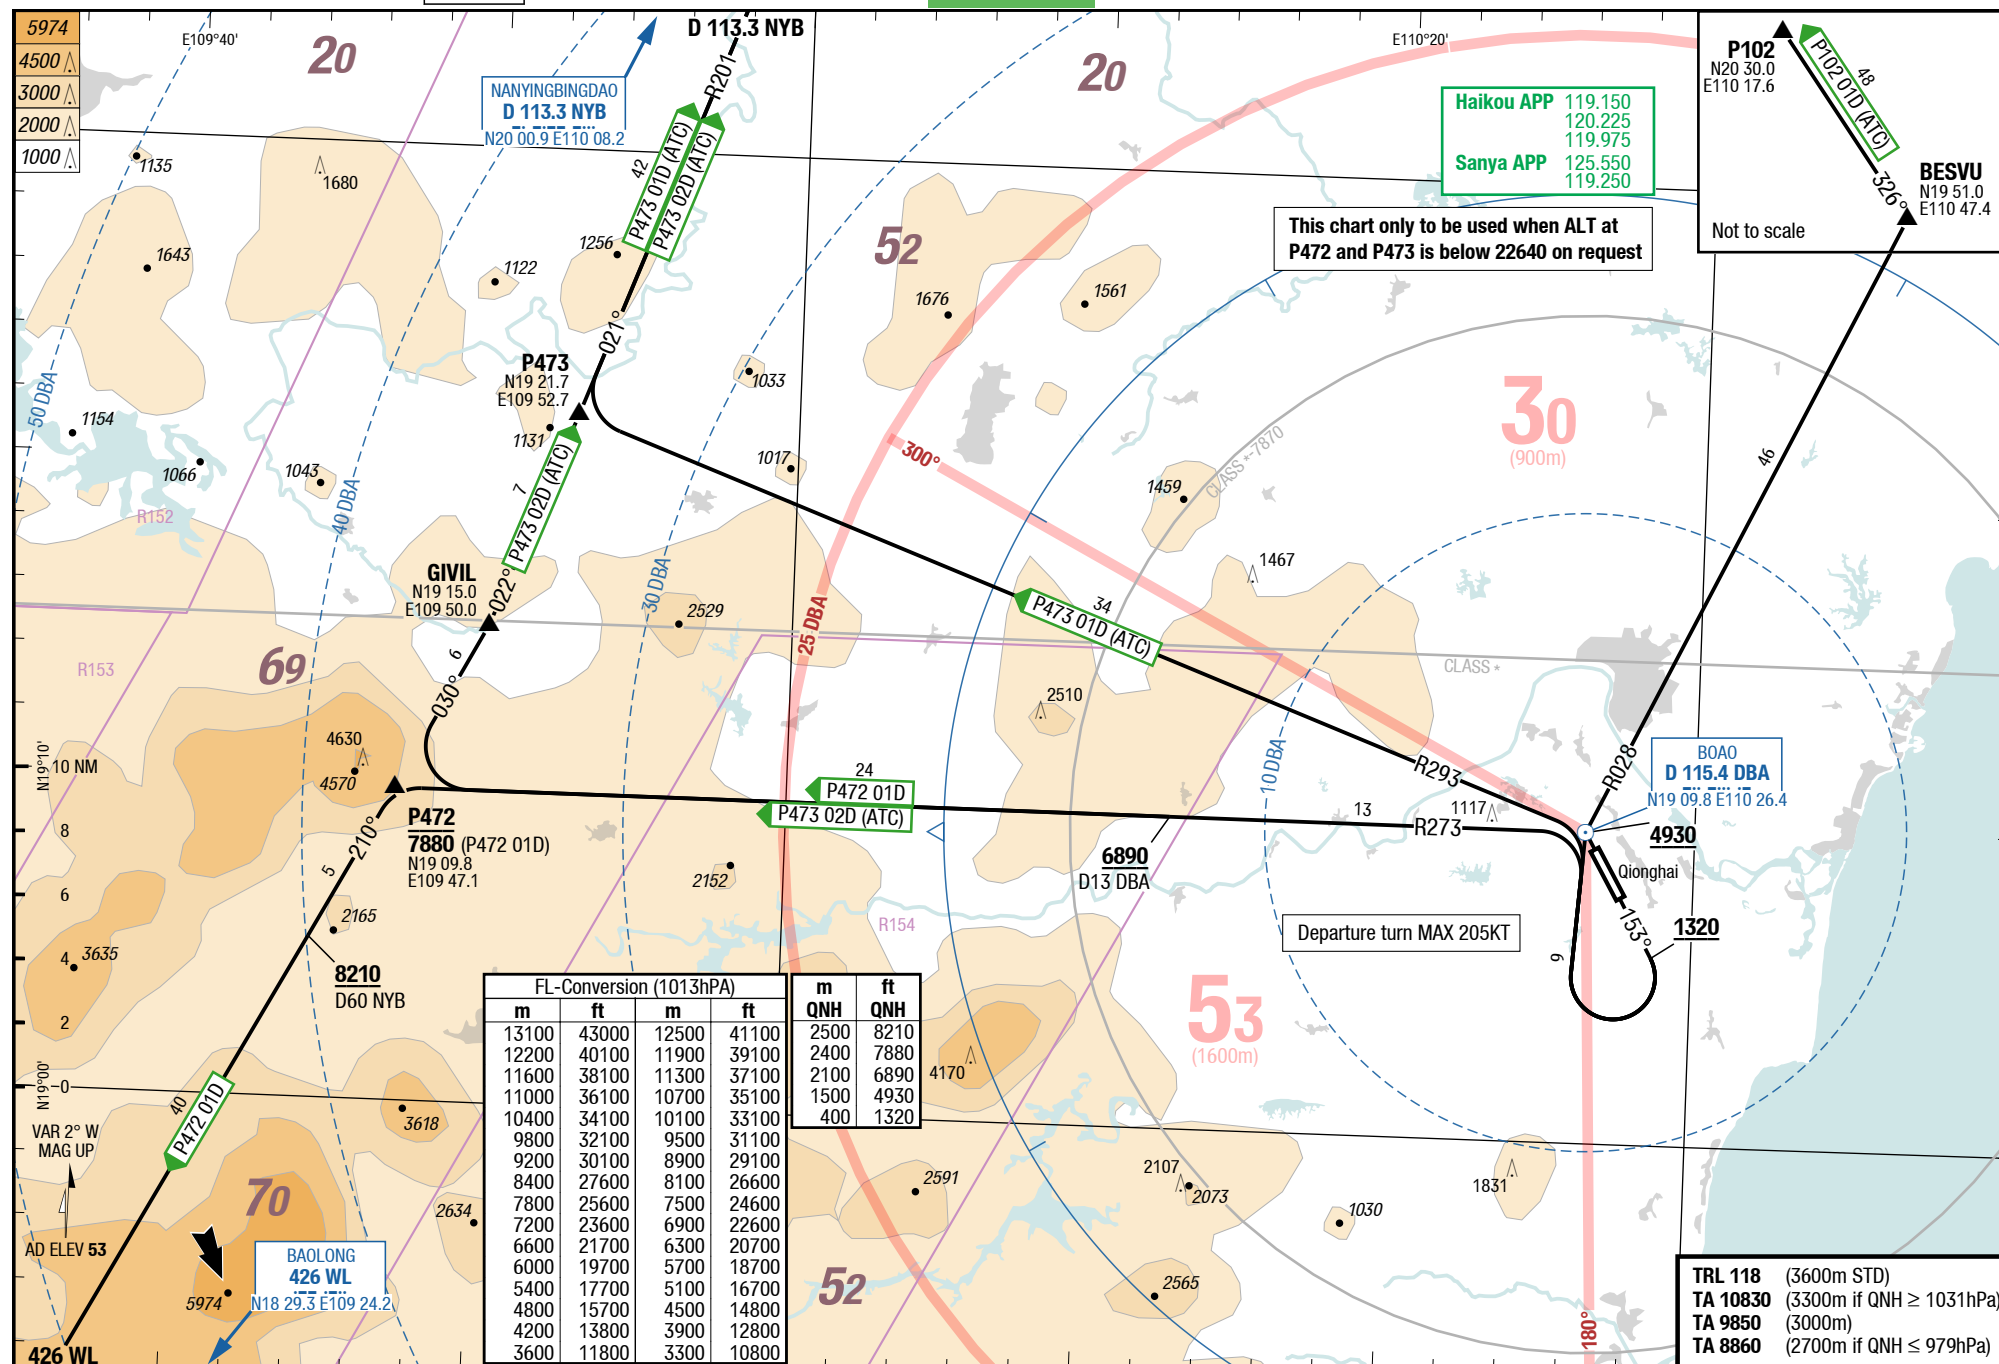 5974
4500
3000
2000
1000
E109°40'
20
D 113.3 NYB
R201
NANYINGBINGDAO
D 113.3 NYB
N20 00.9 E110 08.2
20
E110°20'
Haikou APP 119.150
120.225
119.975
Sanya APP 125.550
119.250
This chart only to be used when ALT at
P472 and P473 is below 22640 on request
P102
N20 30.0
E110 17.6
48
P102 01D (ATC)
326°
BESVU
N19 51.0
E110 47.4
Not to scale
1135
1680
1643
1122
1256
42
P473 01D (ATC)
P473 02D (ATC)
021°
52
1676
1561
1033
P473
N19 21.7
E109 52.7
1131
50 DBA
1154
1066
1043
40 DBA
R152
7
P473 02D (ATC)
022°
1017
300°
CLASS *-7870
1459
30
(900m)
46
1467
GIVIL
N19 15.0
E109 50.0
30 DBA
2529
25 DBA
34
P473 01D (ATC)
CLASS *
R153
69
6
030°
2510
4630
4570
N19°10'
10 NM
8
6
4
2
0
N19°00'
P472
7880 (P472 01D)
N19 09.8
E109 47.1
210°
5
24
P472 01D
P473 02D (ATC)
R293
10 DBA
13
1117
R273
R028
BOAO
D 115.4 DBA
N19 09.8 E110 26.4
4930
Qionghai
153°
1320
9
6890
D13 DBA
2152
R154
Departure turn MAX 205KT
2165
3635
8210
D60 NYB
53
(1600m)
FL-Conversion (1013hPA)
m ft m ft
13100 43000 12500 41100
12200 40100 11900 39100
11600 38100 11300 37100
11000 36100 10700 35100
10400 34100 10100 33100
9800 32100 9500 31100
9200 30100 8900 29100
8400 27600 8100 26600
7800 25600 7500 24600
7200 23600 6900 22600
6600 21700 6300 20700
6000 19700 5700 18700
5400 17700 5100 16700
4800 15700 4500 14800
4200 13800 3900 12800
3600 11800 3300 10800
m ft
QNH QNH
2500 8210
2400 7880
2100 6890
1500 4930
400 1320
4170
3618
40
P472 01D
VAR 2° W
MAG UP
AD ELEV 53
70
2634
5974
BAOLONG
426 WL
N18 29.3 E109 24.2
426 WL
2591
52
2107
2073
1030
1831
2565
180°
TRL 118 (3600m STD)
TA 10830 (3300m if QNH ≥ 1031hPa)
TA 9850 (3000m)
TA 8860 (2700m if QNH ≤ 979hPa)